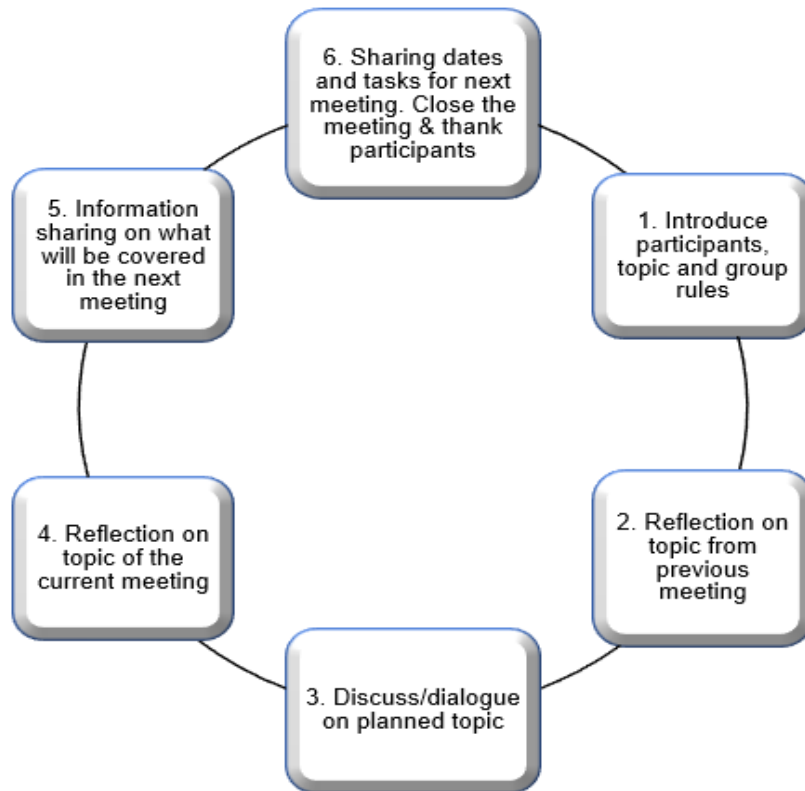 6. Sharing dates
and tasks for next
meeting. Close the
meeting & thank
participants
1. Introduce
participants,
topic and group
rules
2. Reflection on
topic from
previous
meeting
3. Discuss/dialogue
on planned topic
4. Reflection on
topic of the
current meeting
5. Information
sharing on what
will be covered
in the next
meeting